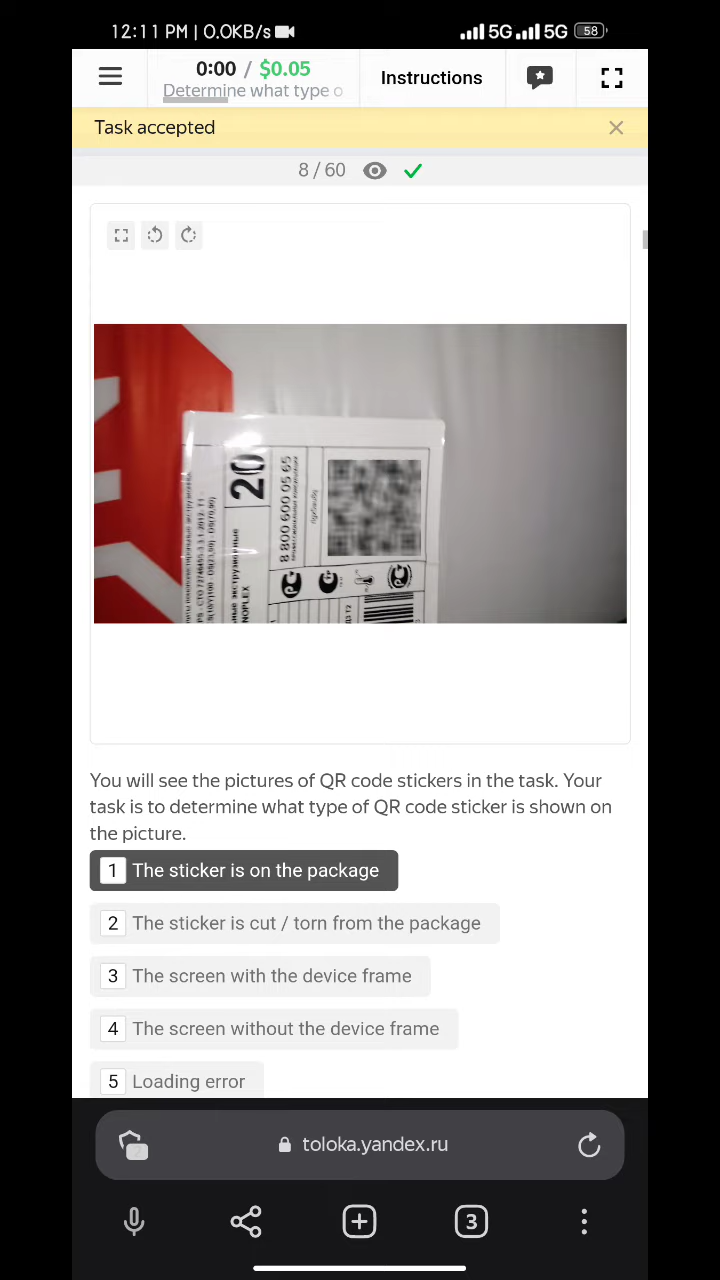 12:11 PM | 0.0KB/s
5G 5G 58
0:00 / $0.05
Determine what type o
Instructions
Task accepted
8 / 60
20
8 800 600 05 65
NOPLEX
You will see the pictures of QR code stickers in the task. Your
task is to determine what type of QR code sticker is shown on
the picture.
1 The sticker is on the package
2 The sticker is cut / torn from the package
3 The screen with the device frame
4 The screen without the device frame
5 Loading error
toloka.yandex.ru
3